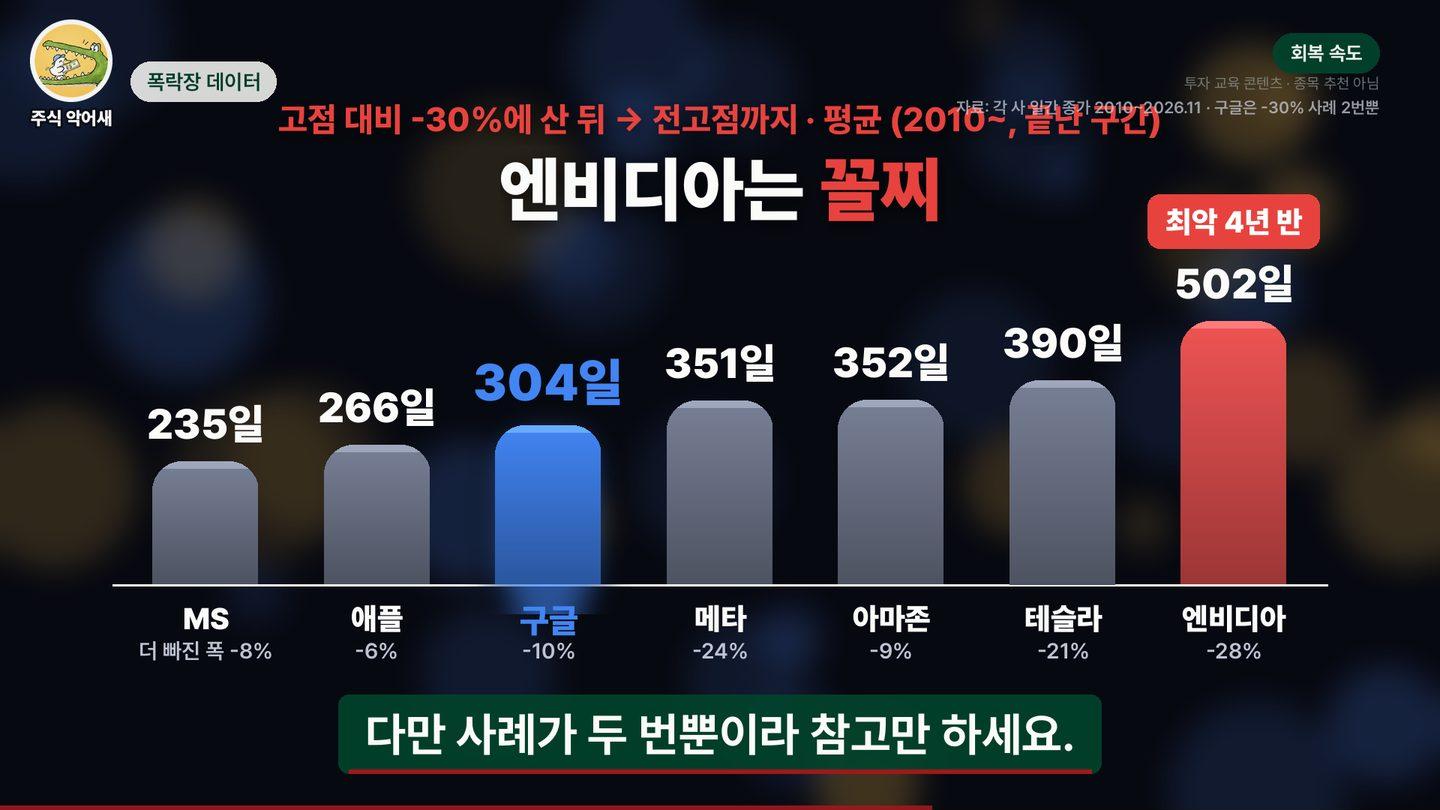 주식 악어새
폭락장 데이터
회복 속도
투자 교육 콘텐츠 · 종목 추천 아님
자료: 각 사 일간 종가 2010~2026.11 · 구글은 -30% 사례 2번뿐
고점 대비 -30%에 산 뒤 → 전고점까지 · 평균 (2010~, 끝난 구간)
엔비디아는 꼴찌
최악 4년 반
235일 266일 304일 351일 352일 390일 502일
MS 애플 구글 메타 아마존 테슬라 엔비디아
더 빠진 폭 -8% -6% -10% -24% -9% -21% -28%
다만 사례가 두 번뿐이라 참고만 하세요.